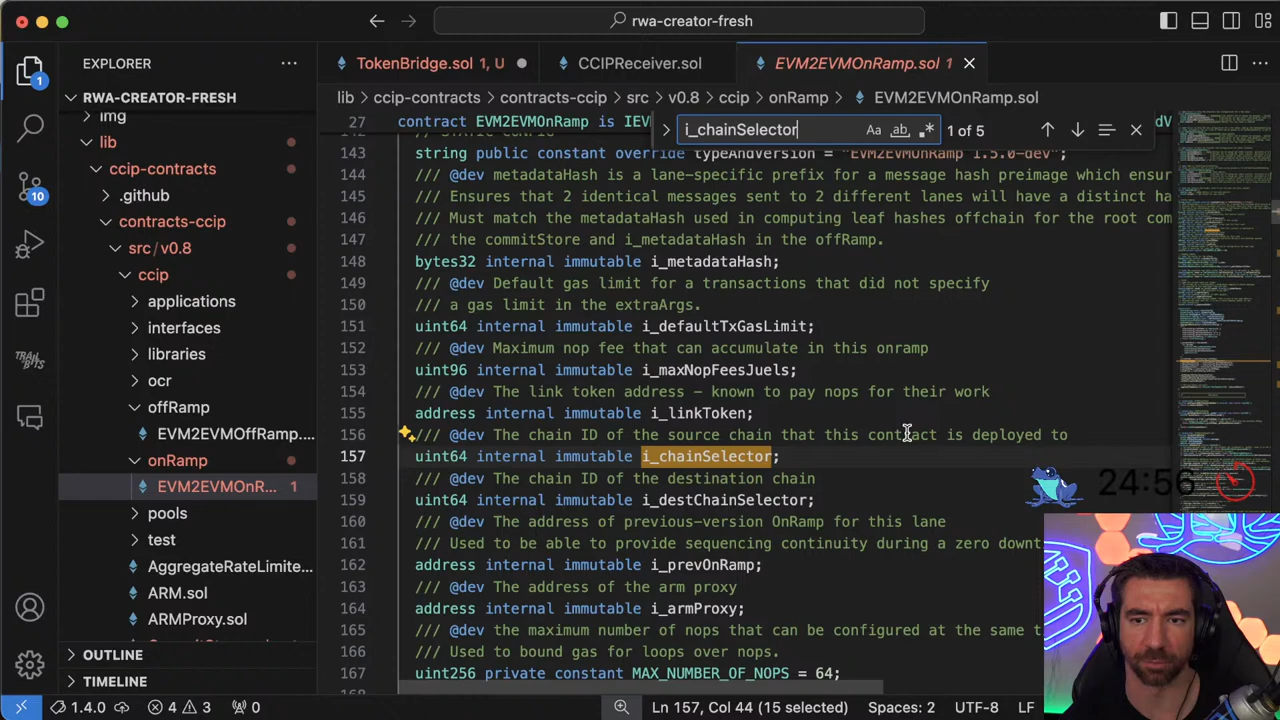 rwa-creator-fresh
EXPLORER
TokenBridge.sol 1, U
CCIPReceiver.sol
EVM2EVMOnRamp.sol 1
RWA-CREATOR-FRESH
lib > ccip-contracts > contracts-ccip > src > v0.8 > ccip > onRamp > EVM2EVMOnRamp.sol
img
lib
ccip-contracts
.github
contracts-ccip
src/v0.8
ccip
applications
interfaces
libraries
ocr
offRamp
EVM2EVMOffRamp....
onRamp
EVM2EVMOnR... 1
pools
test
AggregateRateLimite...
ARM.sol
ARMProxy.sol
OUTLINE
TIMELINE
1
10
TRAIL BITS
i_chainSelector
Aa ab .*
1 of 5
27 contract EVM2EVMOnRamp is
143 string "EVM2EVMOnRamp 1.5.0-dev";
144 /// @dev metadataHash is a lane-specific prefix for a message hash preimage which ensur
145 /// Ensures that 2 identical messages sent to 2 different lanes will have a distinct ha
146 /// Must match the metadataHash used in computing leaf hashes offchain for the root com
147 /// the commitStore and i_metadataHash in the offRamp.
148 bytes32 internal immutable i_metadataHash;
149 /// @dev Default gas limit for a transactions that did not specify
150 /// a gas limit in the extraArgs.
151 uint64 internal immutable i_defaultTxGasLimit;
152 /// @dev Maximum nop fee that can accumulate in this onramp
153 uint96 internal immutable i_maxNopFeesJuels;
154 /// @dev The link token address - known to pay nops for their work
155 address internal immutable i_linkToken;
156 /// @dev The chain ID of the source chain that this contract is deployed to
157 uint64 internal immutable i_chainSelector;
158 /// @dev The chain ID of the destination chain
159 uint64 internal immutable i_destChainSelector;
160 /// @dev The address of previous-version OnRamp for this lane
161 /// Used to be able to provide sequencing continuity during a zero downt
162 address internal immutable i_prevOnRamp;
163 /// @dev The address of the arm proxy
164 address internal immutable i_armProxy;
165 /// @dev the maximum number of nops that can be configured at the same t
166 /// Used to bound gas for loops over nops.
167 uint256 private constant MAX_NUMBER_OF_NOPS = 64;
24:56
1.4.0
4 3
0
Ln 157, Col 44 (15 selected)
Spaces: 2
UTF-8
LF